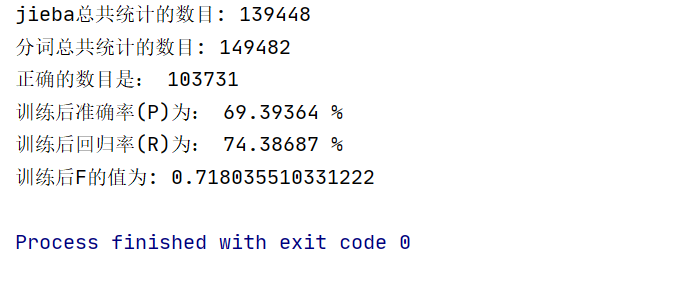 jieba总共统计的数目: 139448
分词总共统计的数目: 149482
正确的数目是： 103731
训练后准确率(P)为： 69.39364 %
训练后回归率(R)为： 74.38687 %
训练后F的值为: 0.718035510331222
Process finished with exit code 0